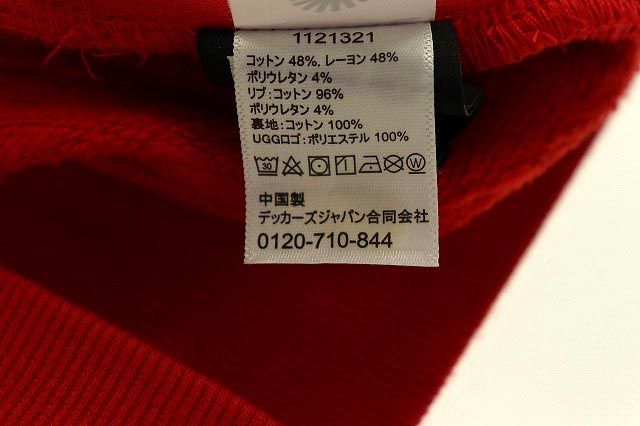 1121321
コットン 48%, レーヨン 48%
ポリウレタン 4%
リブ:コットン 96%
ポリウレタン 4%
裏地:コットン 100%
UGGロゴ:ポリエステル 100%
30 W
中国製
デッカーズジャパン合同会社
0120-710-844